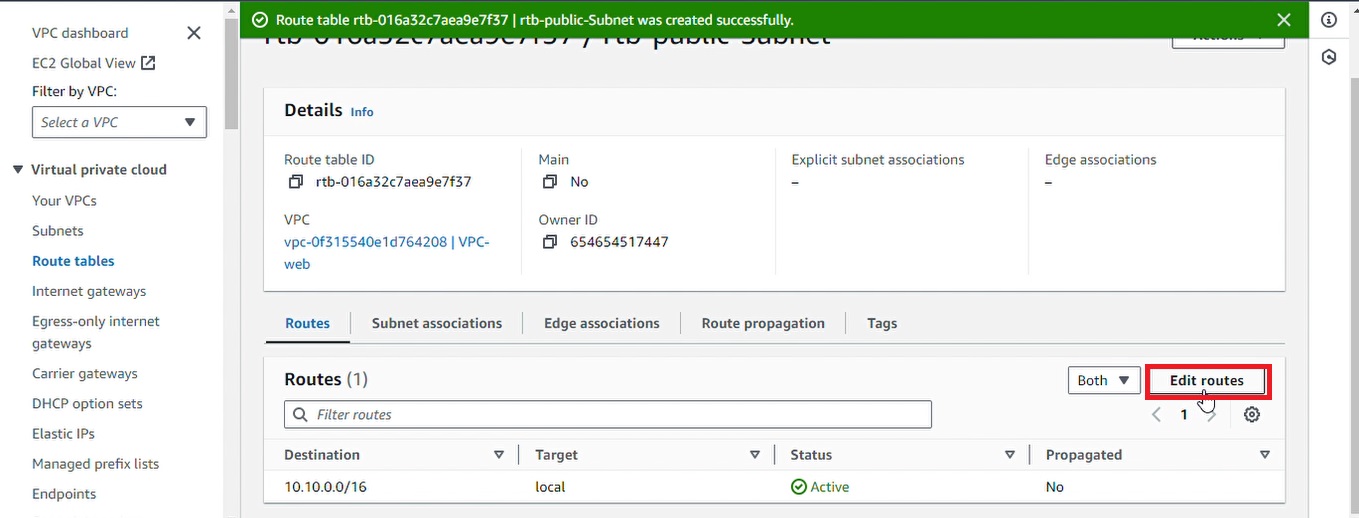 Route table rtb-016a32c7aea9e7f37 | rtb-public-Subnet was created successfully.
VPC dashboard
EC2 Global View
Filter by VPC:
Select a VPC
Virtual private cloud
Your VPCs
Subnets
Route tables
Internet gateways
Egress-only internet
gateways
Carrier gateways
DHCP option sets
Elastic IPs
Managed prefix lists
Endpoints
rtb-016a32c7aea9e7f37 / rtb-public-Subnet
Actions
Details Info
Route table ID
rtb-016a32c7aea9e7f37
Main
No
Explicit subnet associations
–
Edge associations
–
VPC
vpc-0f315540e1d764208 | VPC-
web
Owner ID
654654517447
Routes Subnet associations Edge associations Route propagation Tags
Routes (1)
Both
Edit routes
Filter routes
1
Destination Target Status Propagated
10.10.0.0/16 local Active No